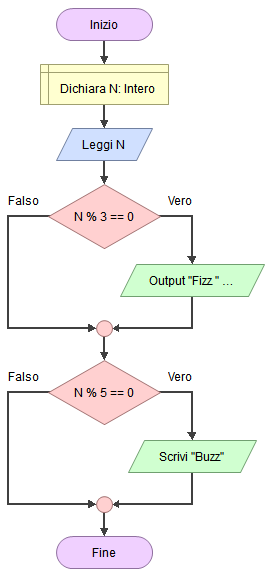 Inizio
Dichiara N: Intero
Leggi N
Falso
Vero
N % 3 == 0
Output "Fizz " ...
Falso
Vero
N % 5 == 0
Scrivi "Buzz"
Fine